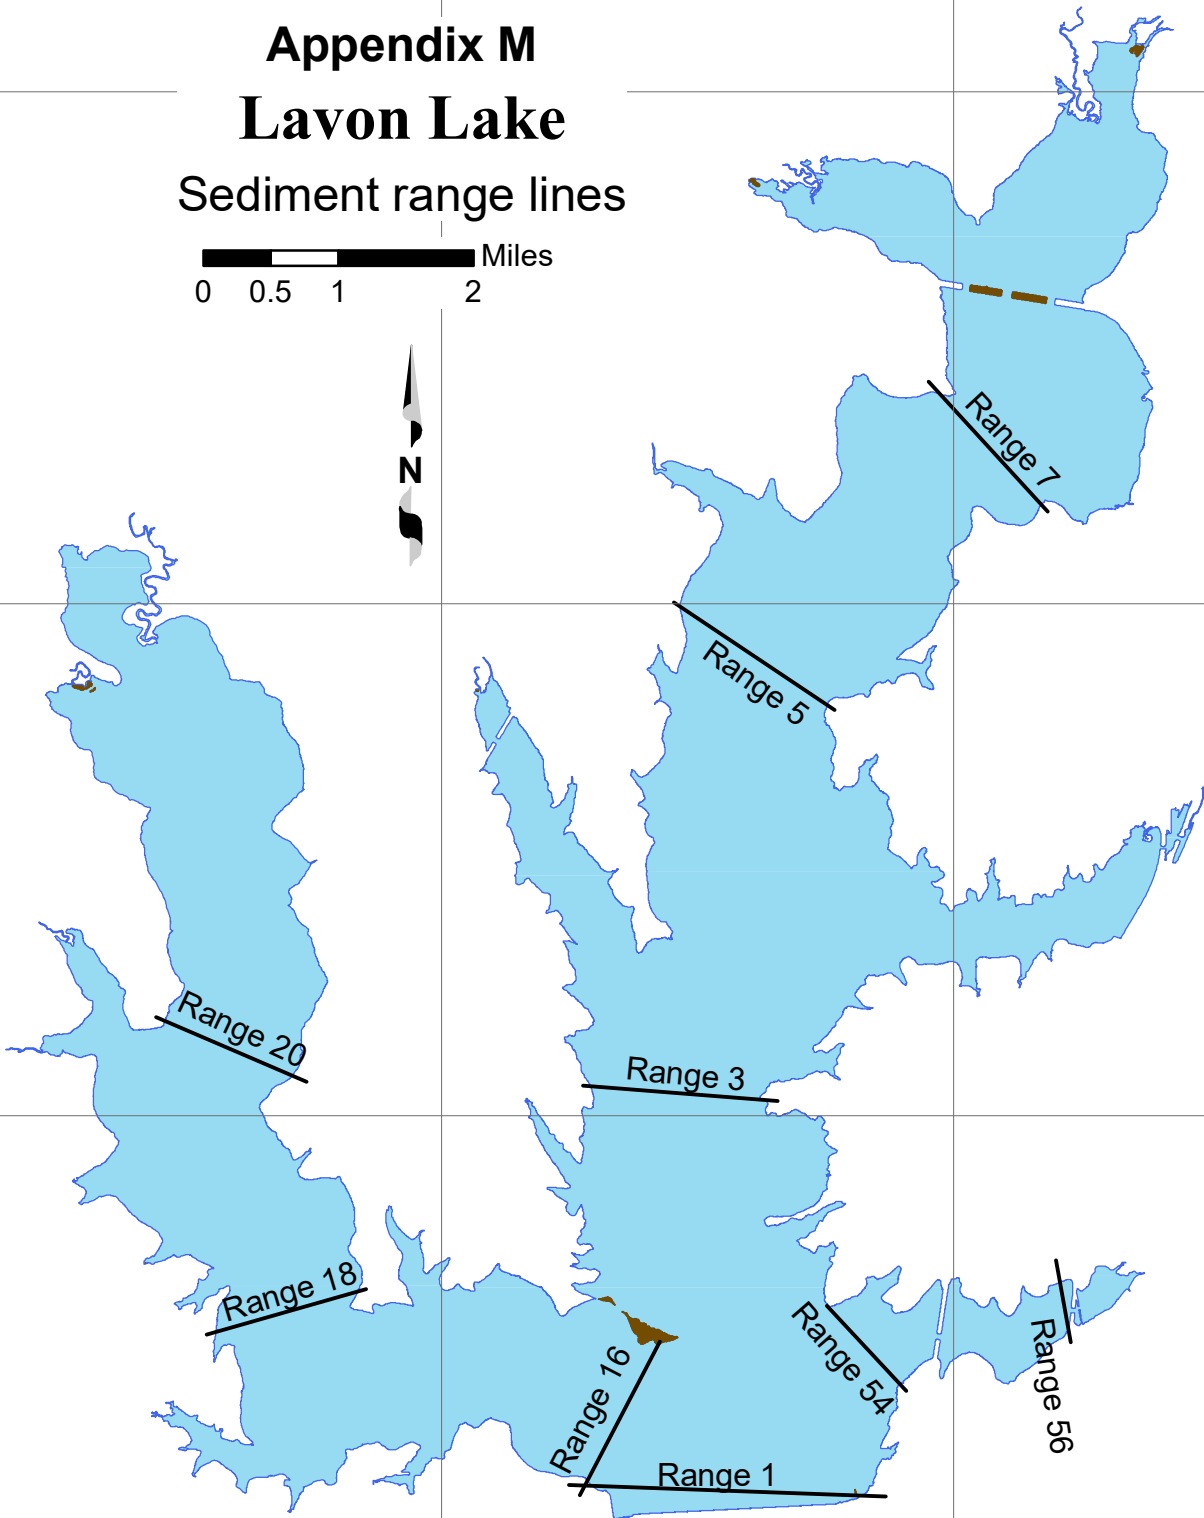 Appendix M
Lavon Lake
Sediment range lines
Miles
0 0.5 1 2
N
Range 7
Range 5
Range 20
Range 3
Range 18
Range 16
Range 54
Range 56
Range 1